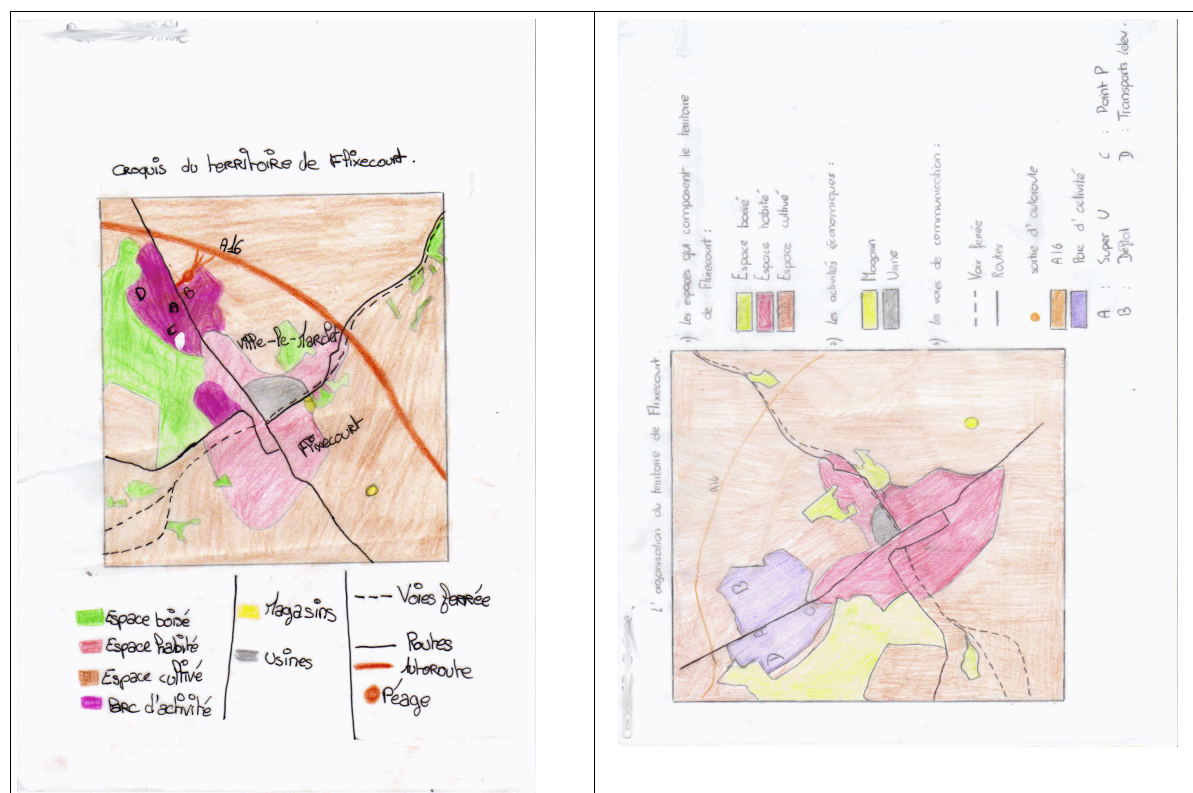 CROQUIS du territoire de Flixecourt.
A16
D
B
A
C
Ville-le-Marclet
Flixecourt
Espace boisé
Espace habité
Espace cultivé
Parc d'activité
Magasins
Usines
Voies ferrée
Routes
Autoroute
Péage
L'organisation du territoire de Flixecourt.
A16
B
A
C
D
1) Les espaces qui composent le territoire
de Flixecourt :
Espace boisé
Espace habité
Espace cultivé
2) Les activités économiques :
Magasin
Usine
3) Les voies de communication :
Voix ferrée
Routes
sortie d'autoroute
A16
Parc d'activité
A : Super U
C : Point P
B : Déftal
D : Transports